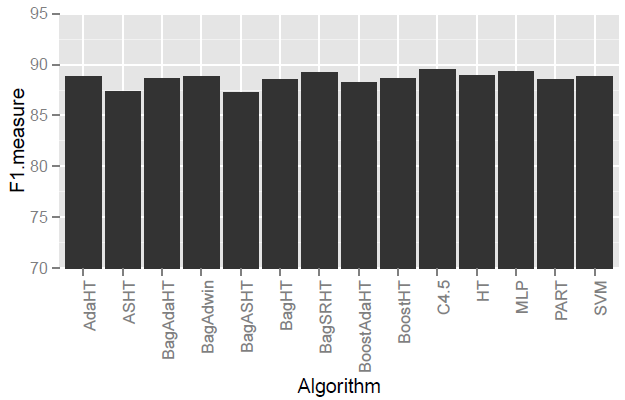 F1.measure
95
90
85
80
75
70
AdaHT
ASHT
BagAdaHT
BagAdwin
BagASHT
BagHT
BagSRHT
BoostAdaHT
BoostHT
C4.5
HT
MLP
PART
SVM
Algorithm